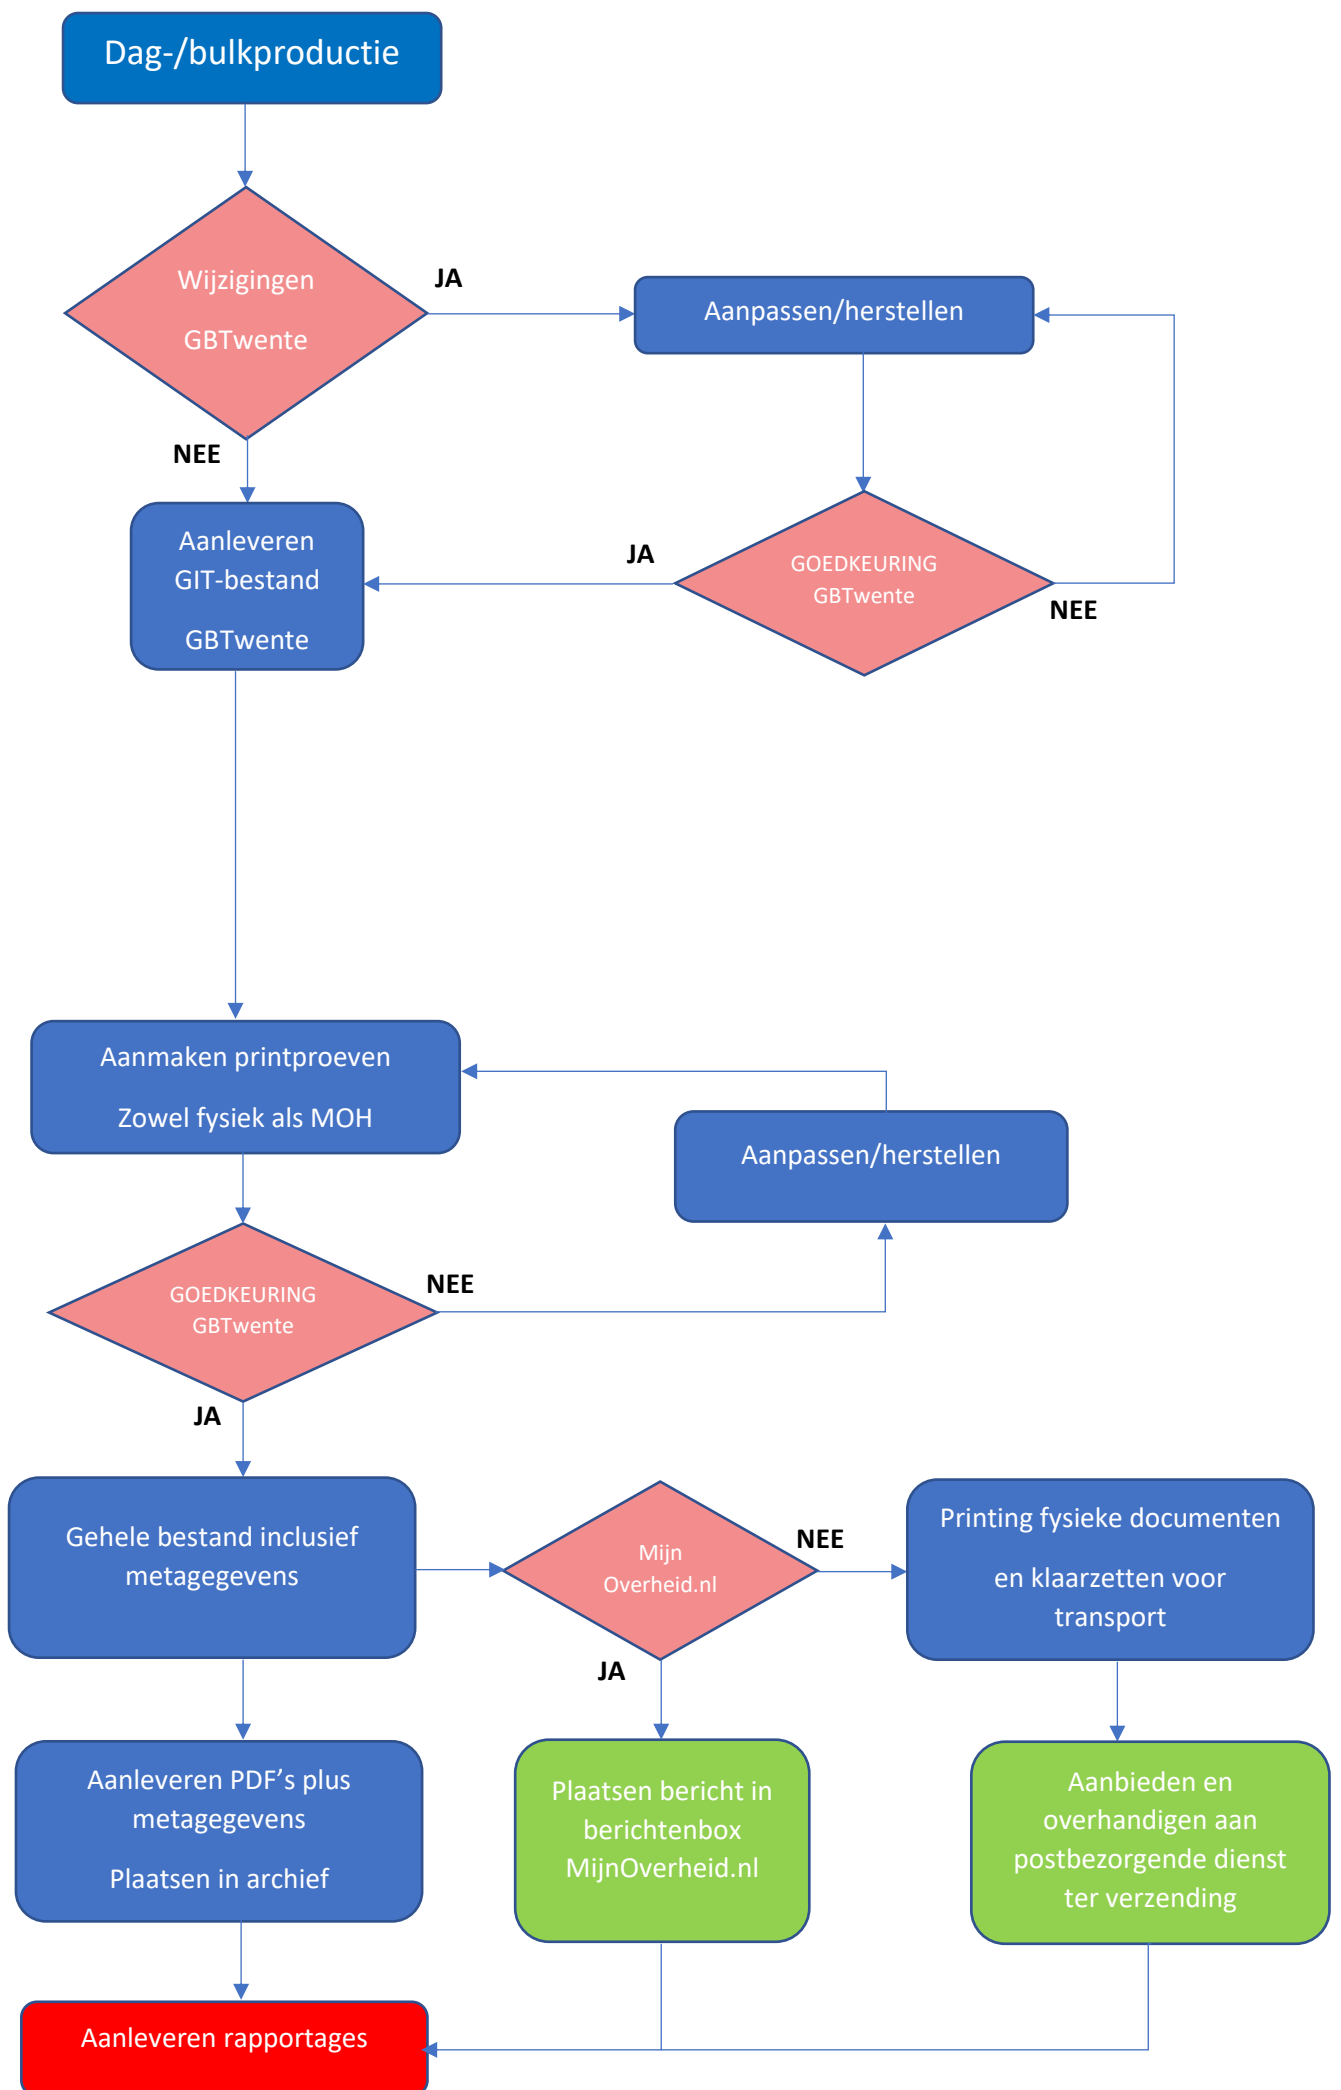 Dag-/bulkproductie
Wijzigingen
GBTwente
JA
Aanpassen/herstellen
NEE
Aanleveren
GIT-bestand
GBTwente
JA
GOEDKEURING
GBTwente
NEE
Aanmaken printproeven
Zowel fysiek als MOH
Aanpassen/herstellen
GOEDKEURING
GBTwente
NEE
JA
Gehele bestand inclusief
metagegevens
Mijn
Overheid.nl
NEE
JA
Printing fysieke documenten
en klaarzetten voor
transport
Aanleveren PDF’s plus
metagegevens
Plaatsen in archief
Plaatsen bericht in
berichtenbox
MijnOverheid.nl
Aanbieden en
overhandigen aan
postbezorgende dienst
ter verzending
Aanleveren rapportages